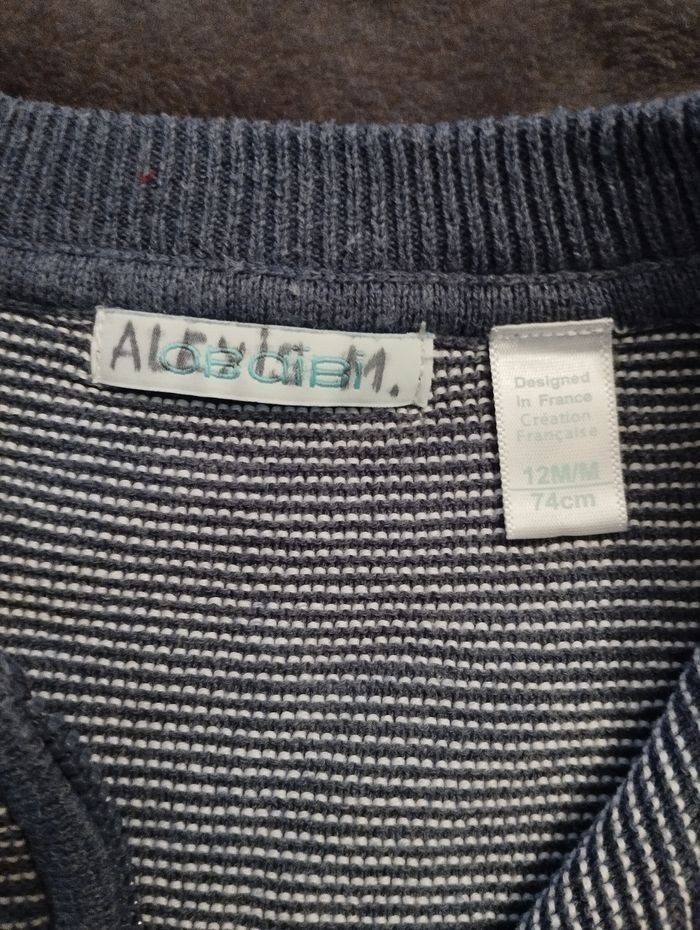 obaibi
M.
Designed
in France
Création
Française
12M/M
74cm